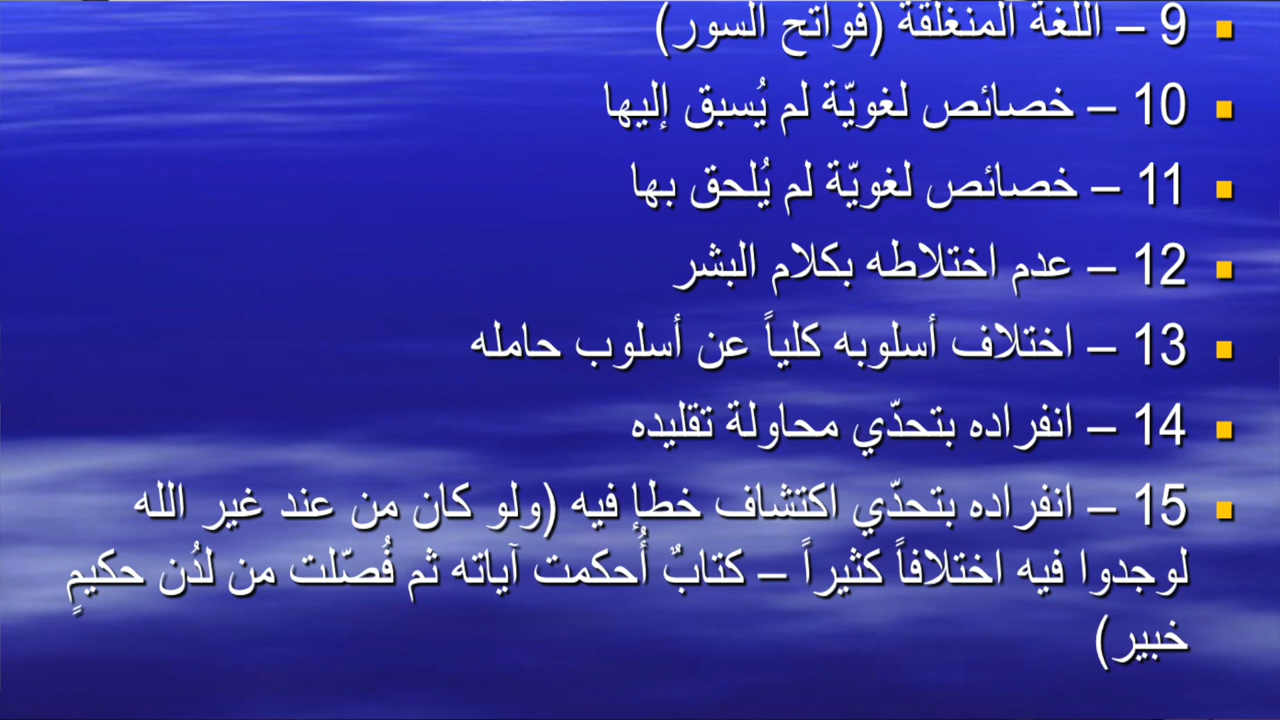 9 – اللغة المنغلقة (فواتح السور)
10 – خصائص لغويّة لم يُسبق إليها
11 – خصائص لغويّة لم يُلحق بها
12 – عدم اختلاطه بكلام البشر
13 – اختلاف أسلوبه كلياً عن أسلوب حامله
14 – انفراده بتحدّي محاولة تقليده
15 – انفراده بتحدّي اكتشاف خطإ فيه (ولو كان من عند غير الله
لوجدوا فيه اختلافاً كثيراً – كتابٌ أُحكمت آياته ثم فُصّلت من لدُن حكيمٍ
خبير)